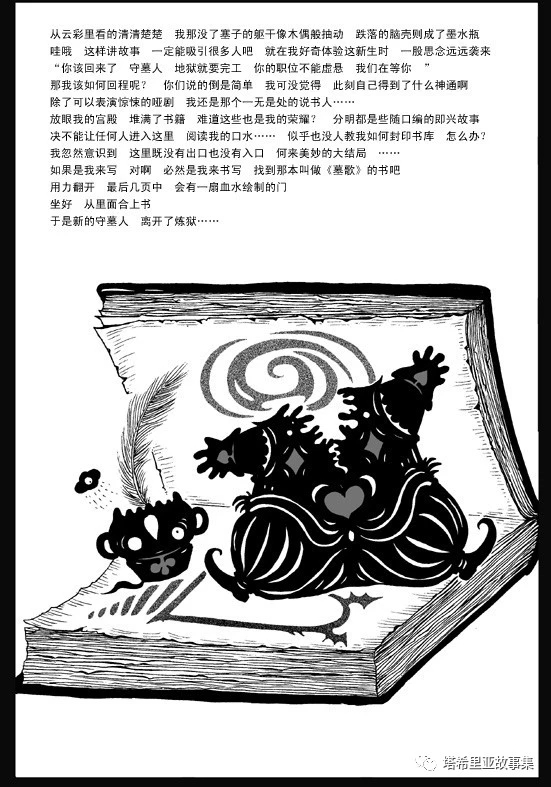 从云彩里看的清清楚楚　我那没了塞子的躯干像木偶般抽动　跌落的脑壳则成了墨水瓶
哇哦　这样讲故事　一定能吸引很多人吧　就在我好奇体验这新生时　一股思念远远袭来
“你该回来了　守墓人　地狱就要完工　你的职位不能虚悬　我们在等你　”
那我该如何回程呢？　你们说的倒是简单　我可没觉得　此刻自己得到了什么神通啊
除了可以表演惊悚的哑剧　我还是那个一无是处的说书人……
放眼我的宫殿　堆满了书籍　难道这些也是我的荣耀？　分明都是些随口编的即兴故事
决不能让任何人进入这里　阅读我的口水……　似乎也没人教我如何封印书库　怎么办？
我忽然意识到　这里既没有出口也没有入口　何来美妙的大结局　……
如果是我来写　对啊　必然是我来书写　找到那本叫做《墓歌》的书吧
用力翻开　最后几页中　会有一扇血水绘制的门
坐好　从里面合上书
于是新的守墓人　离开了炼狱……
塔希里亚故事集